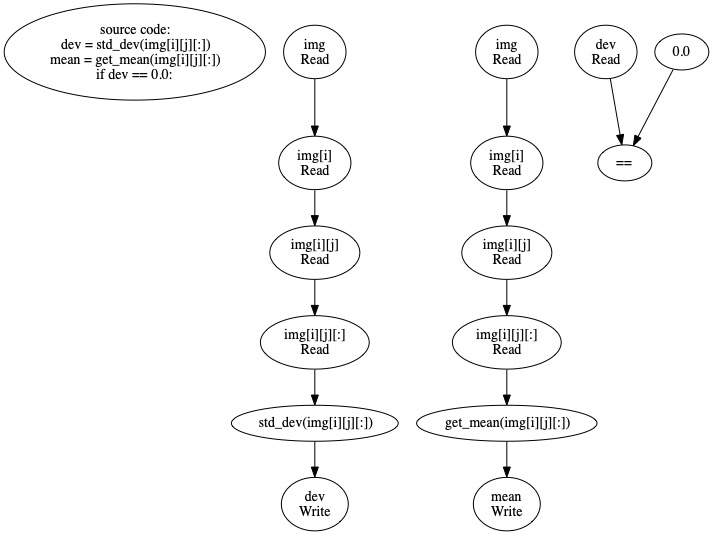 source code:
dev = std_dev(img[i][j][:])
mean = get_mean(img[i][j][:])
if dev == 0.0:
img
Read
img[i]
Read
img[i][j]
Read
img[i][j][:]
Read
std_dev(img[i][j][:])
dev
Write
img
Read
img[i]
Read
img[i][j]
Read
img[i][j][:]
Read
get_mean(img[i][j][:])
mean
Write
dev
Read
0.0
==